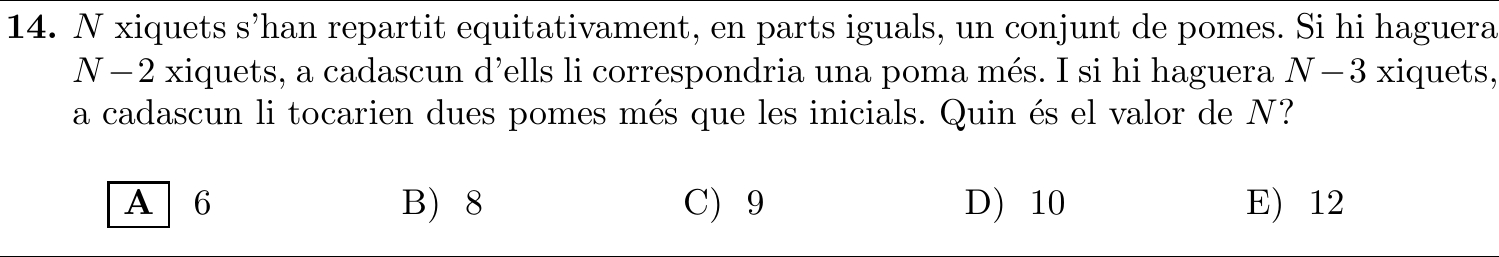 14. N xiquets s'han repartit equitativament, en parts iguals, un conjunt de pomes. Si hi haguera
N−2 xiquets, a cadascun d'ells li correspondria una poma més. I si hi haguera N−3 xiquets,
a cadascun li tocarien dues pomes més que les inicials. Quin és el valor de N?
A 6 B) 8 C) 9 D) 10 E) 12